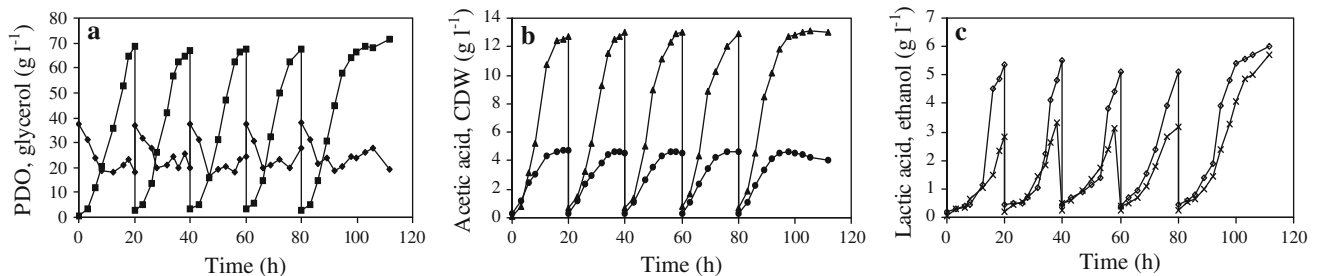 a
PDO, glycerol (g l-1)
80
70
60
50
40
30
20
10
0
0 20 40 60 80 100 120
Time (h)
b
Acetic acid, CDW (g l-1)
14
12
10
8
6
4
2
0
0 20 40 60 80 100 120
Time (h)
c
Lactic acid, ethanol (g l-1)
7
6
5
4
3
2
1
0
0 20 40 60 80 100 120
Time (h)